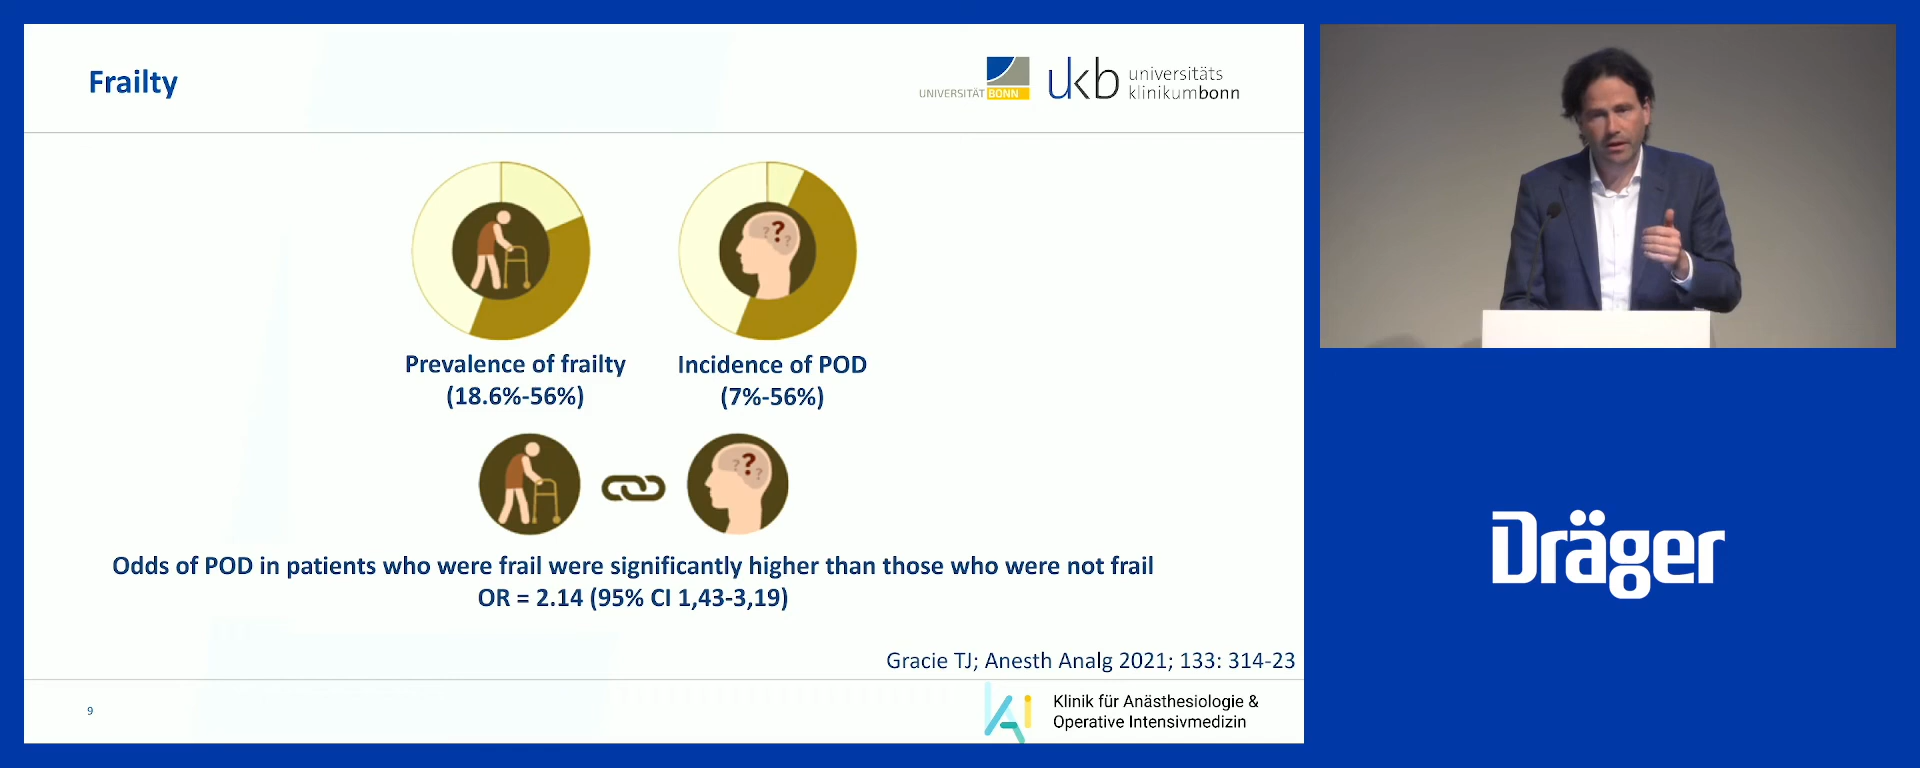 Frailty
UNIVERSITÄT BONN
ukb universitäts
klinikumbonn
? ? ?
? ? ?
Prevalence of frailty
(18.6%-56%)
Incidence of POD
(7%-56%)
? ? ?
Odds of POD in patients who were frail were significantly higher than those who were not frail
OR = 2.14 (95% CI 1,43-3,19)
Gracie TJ; Anesth Analg 2021; 133: 314-23
9
KAi
Klinik für Anästhesiologie &
Operative Intensivmedizin
Dräger